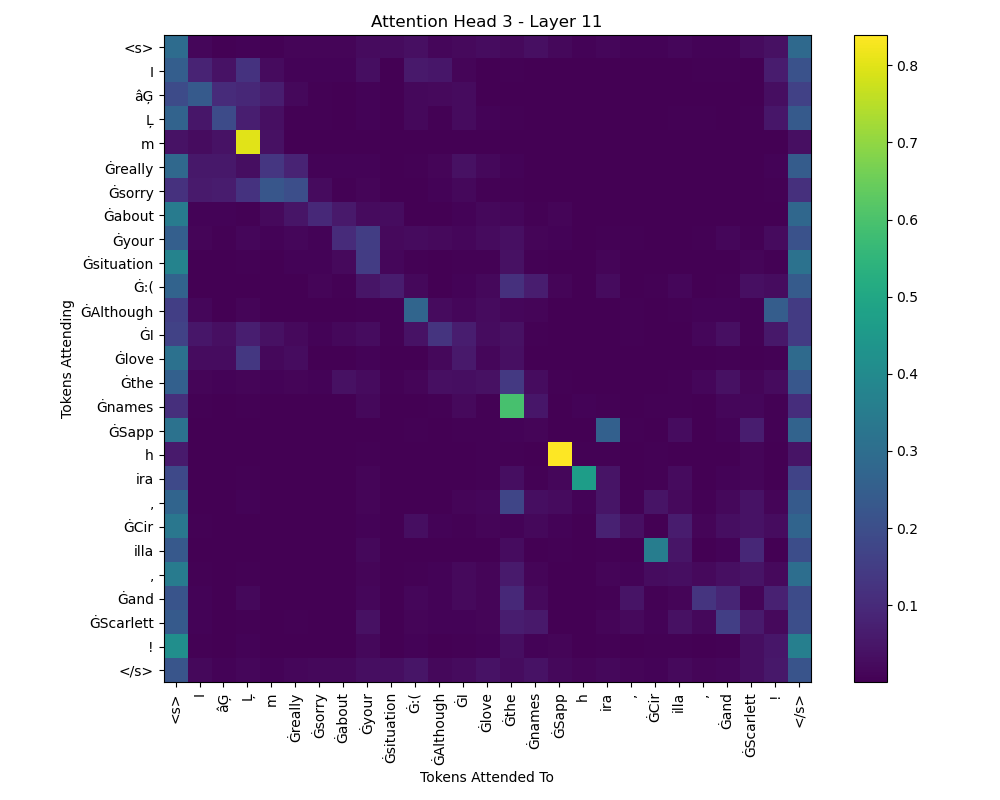 Attention Head 3 - Layer 11
Tokens Attending
<s>
I
âĢ
Ļ
m
Ġreally
Ġsorry
Ġabout
Ġyour
Ġsituation
Ġ:(
ĠAlthough
ĠI
Ġlove
Ġthe
Ġnames
ĠSapp
h
ira
,
ĠCir
illa
,
Ġand
ĠScarlett
!
</s>
<s>
I
âĢ
Ļ
m
Ġreally
Ġsorry
Ġabout
Ġyour
Ġsituation
Ġ:(
ĠAlthough
ĠI
Ġlove
Ġthe
Ġnames
ĠSapp
h
ira
,
ĠCir
illa
,
Ġand
ĠScarlett
!
</s>
Tokens Attended To
0.8
0.7
0.6
0.5
0.4
0.3
0.2
0.1